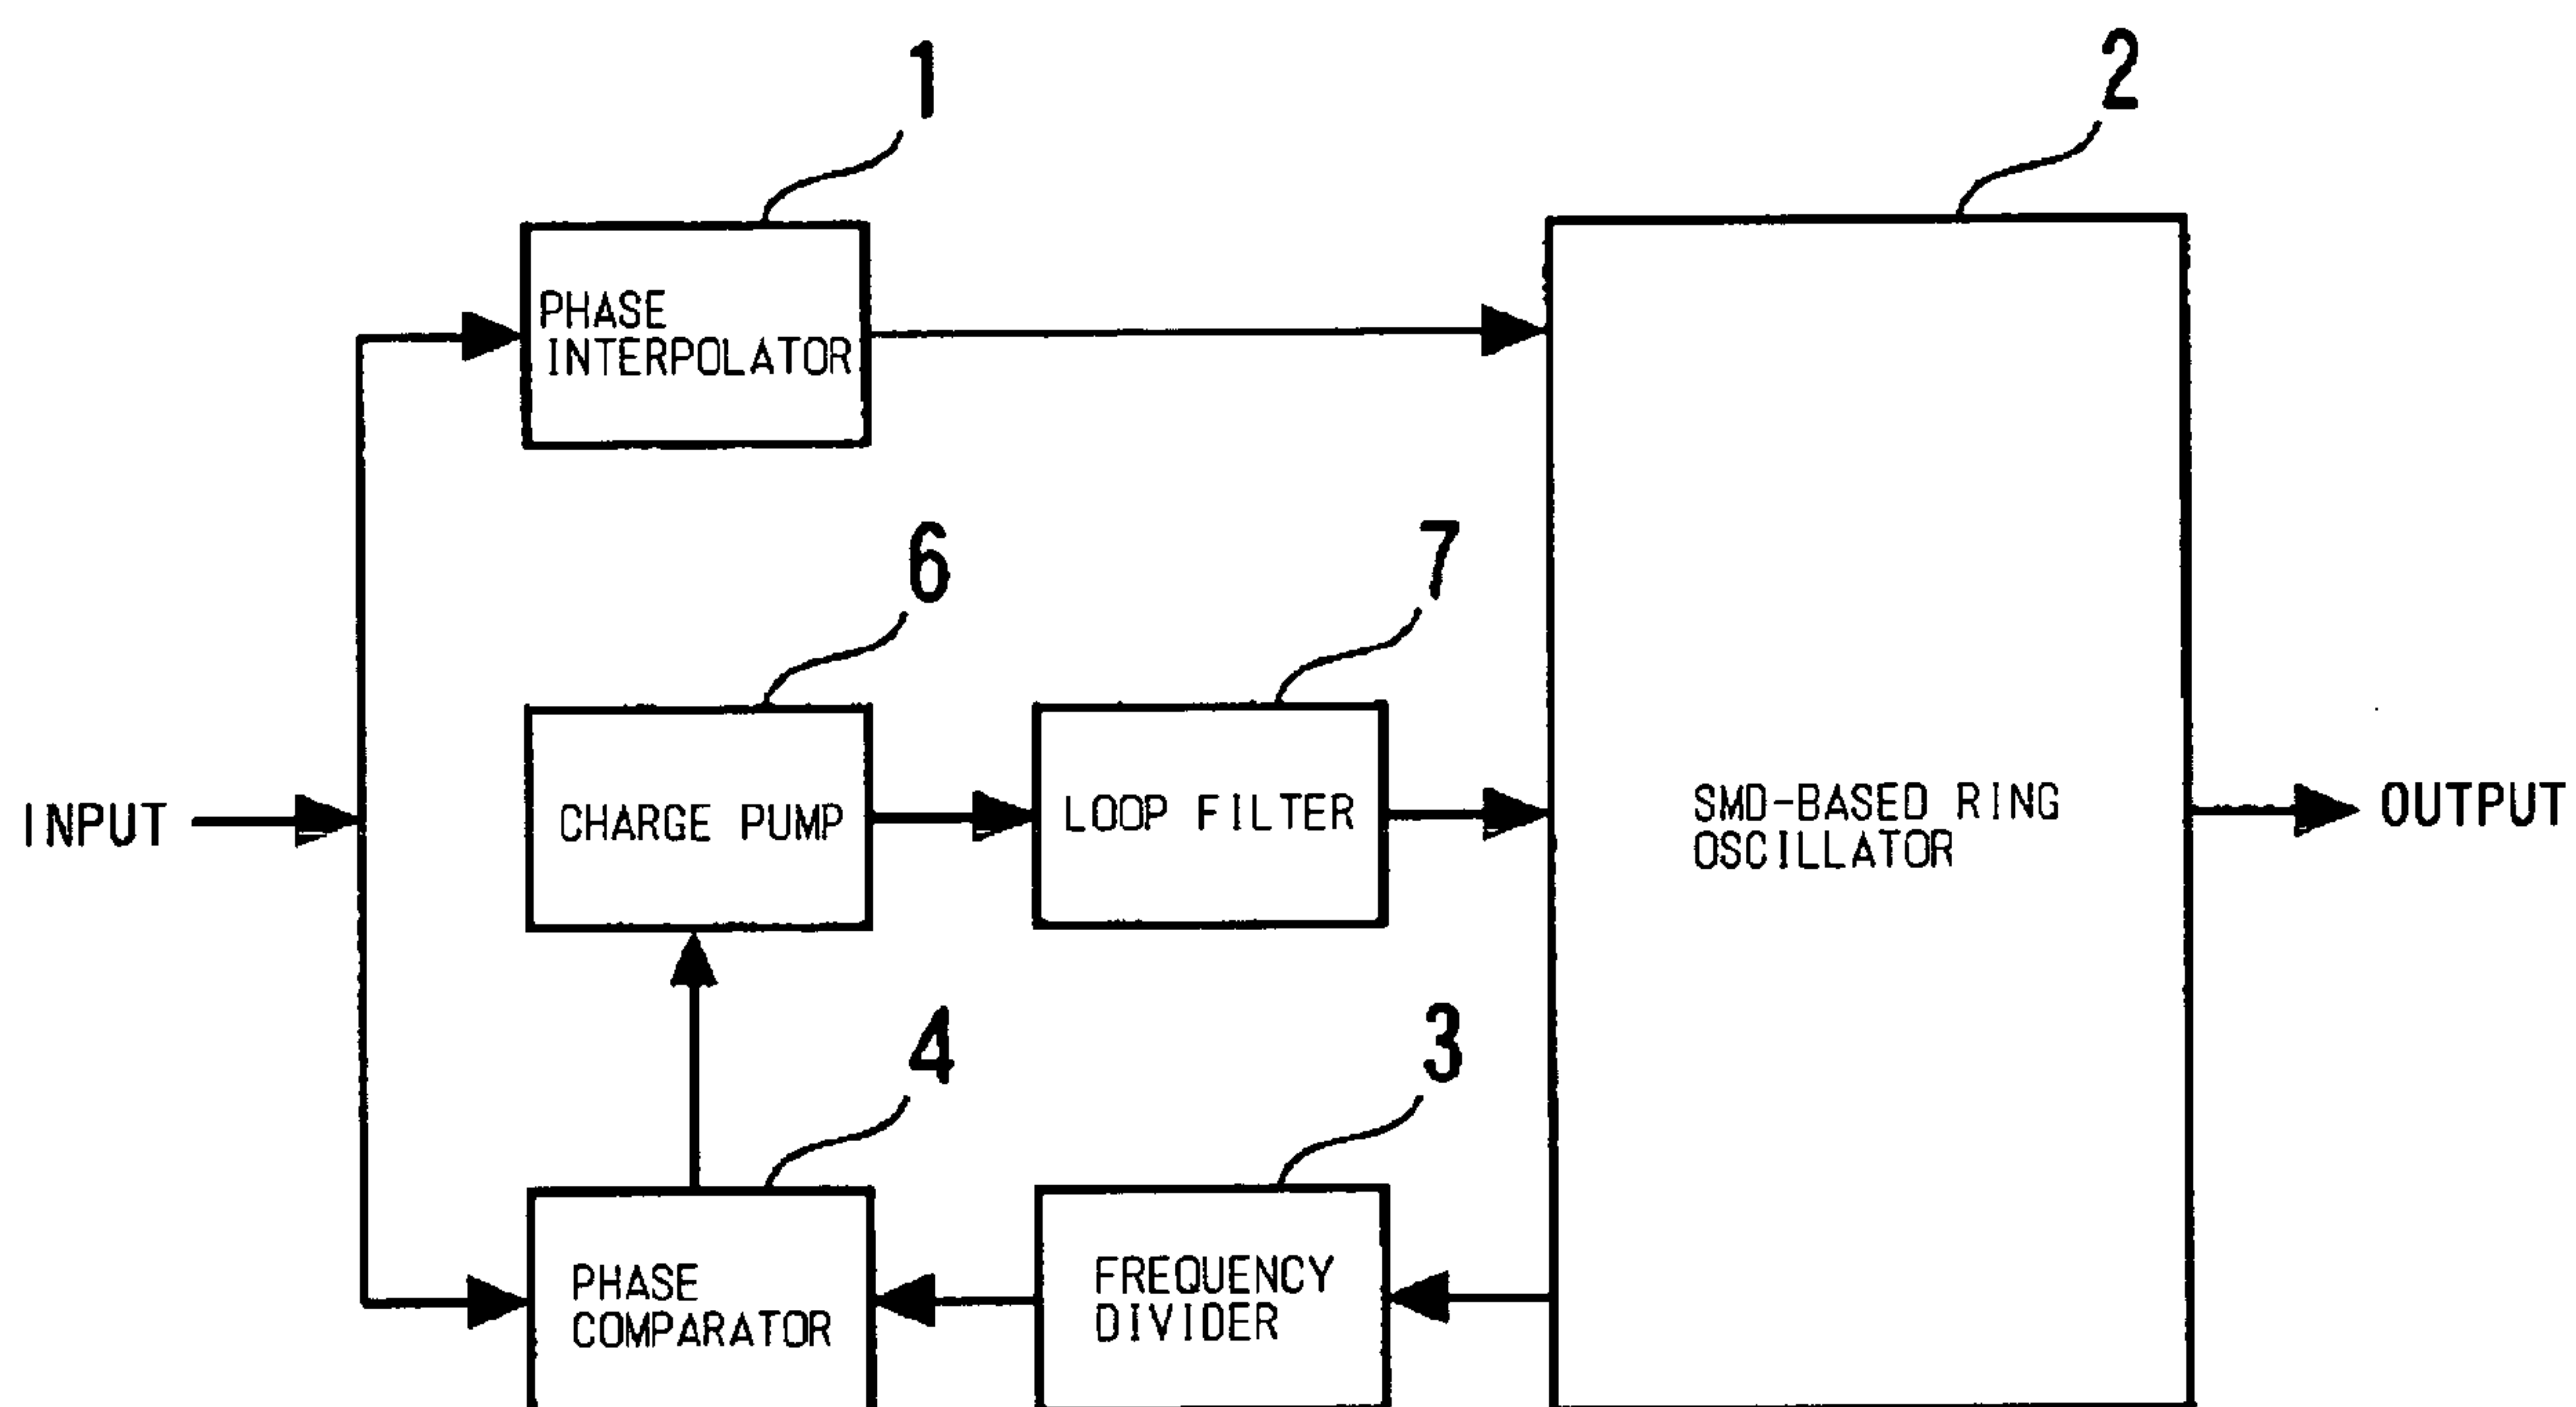 1
2
PHASE
INTERPOLATOR
6
7
INPUT
CHARGE PUMP
LOOP FILTER
SMD-BASED RING
OSCILLATOR
OUTPUT
4
3
PHASE
COMPARATOR
FREQUENCY
DIVIDER